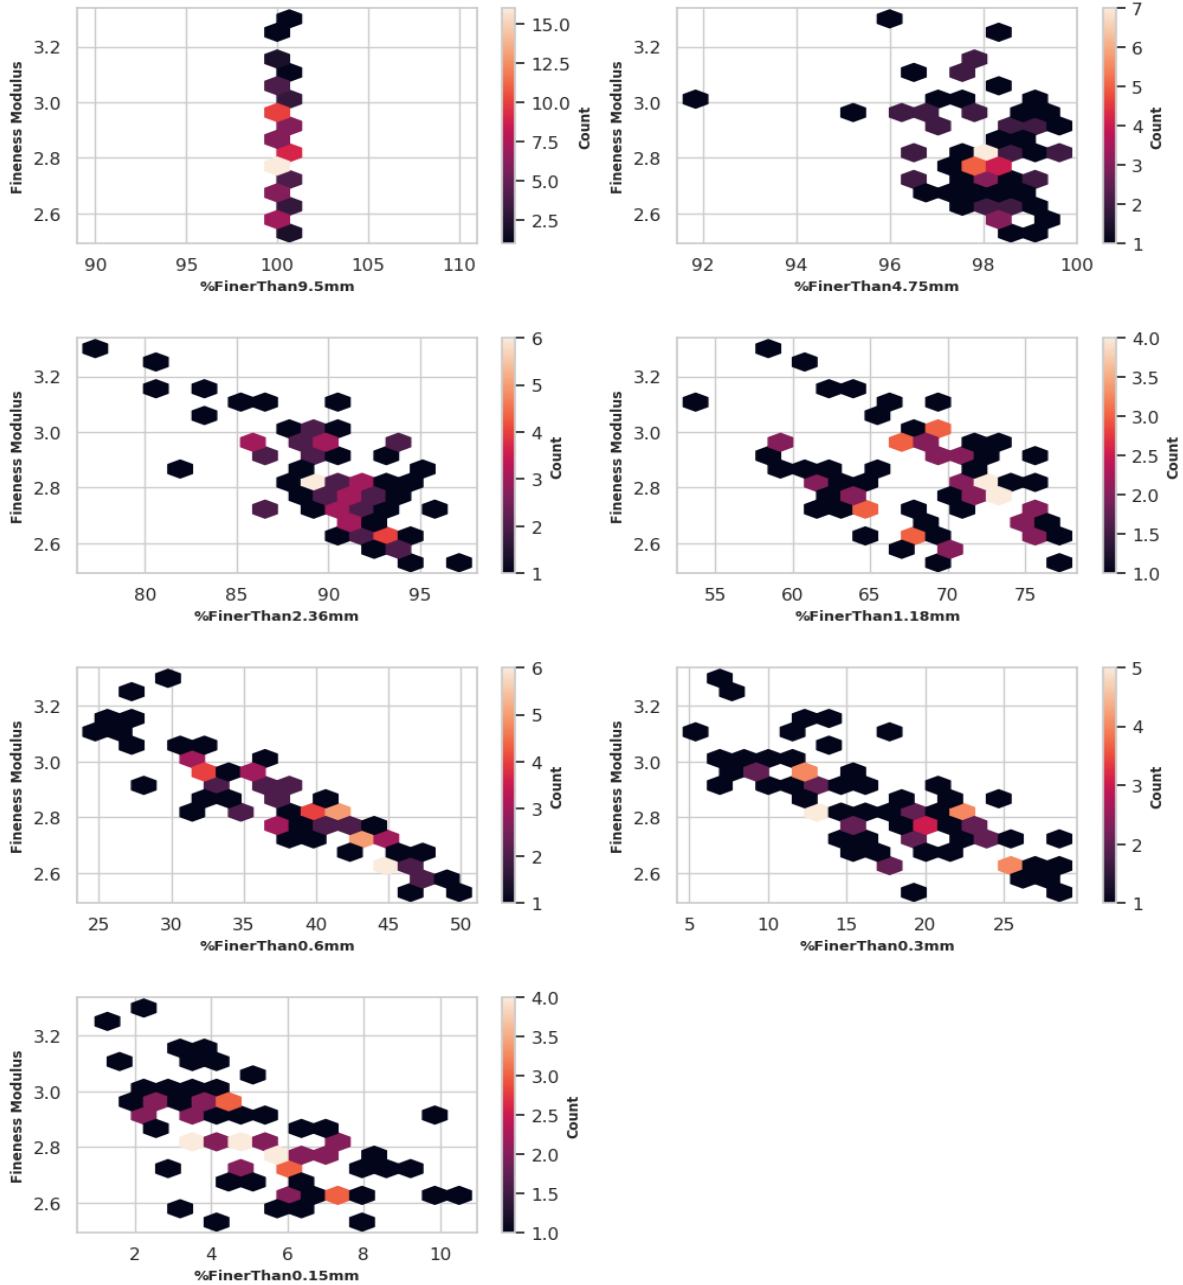 3.2
3.0
2.8
2.6
Fineness Modulus
90 95 100 105 110
%FinerThan9.5mm
15.0
12.5
10.0
7.5
5.0
2.5
Count
3.2
3.0
2.8
2.6
Fineness Modulus
92 94 96 98 100
%FinerThan4.75mm
7
6
5
4
3
2
1
Count
3.2
3.0
2.8
2.6
Fineness Modulus
80 85 90 95
%FinerThan2.36mm
6
5
4
3
2
1
Count
3.2
3.0
2.8
2.6
Fineness Modulus
55 60 65 70 75
%FinerThan1.18mm
4.0
3.5
3.0
2.5
2.0
1.5
1.0
Count
3.2
3.0
2.8
2.6
Fineness Modulus
25 30 35 40 45 50
%FinerThan0.6mm
6
5
4
3
2
1
Count
3.2
3.0
2.8
2.6
Fineness Modulus
5 10 15 20 25
%FinerThan0.3mm
5
4
3
2
1
Count
3.2
3.0
2.8
2.6
Fineness Modulus
2 4 6 8 10
%FinerThan0.15mm
4.0
3.5
3.0
2.5
2.0
1.5
1.0
Count